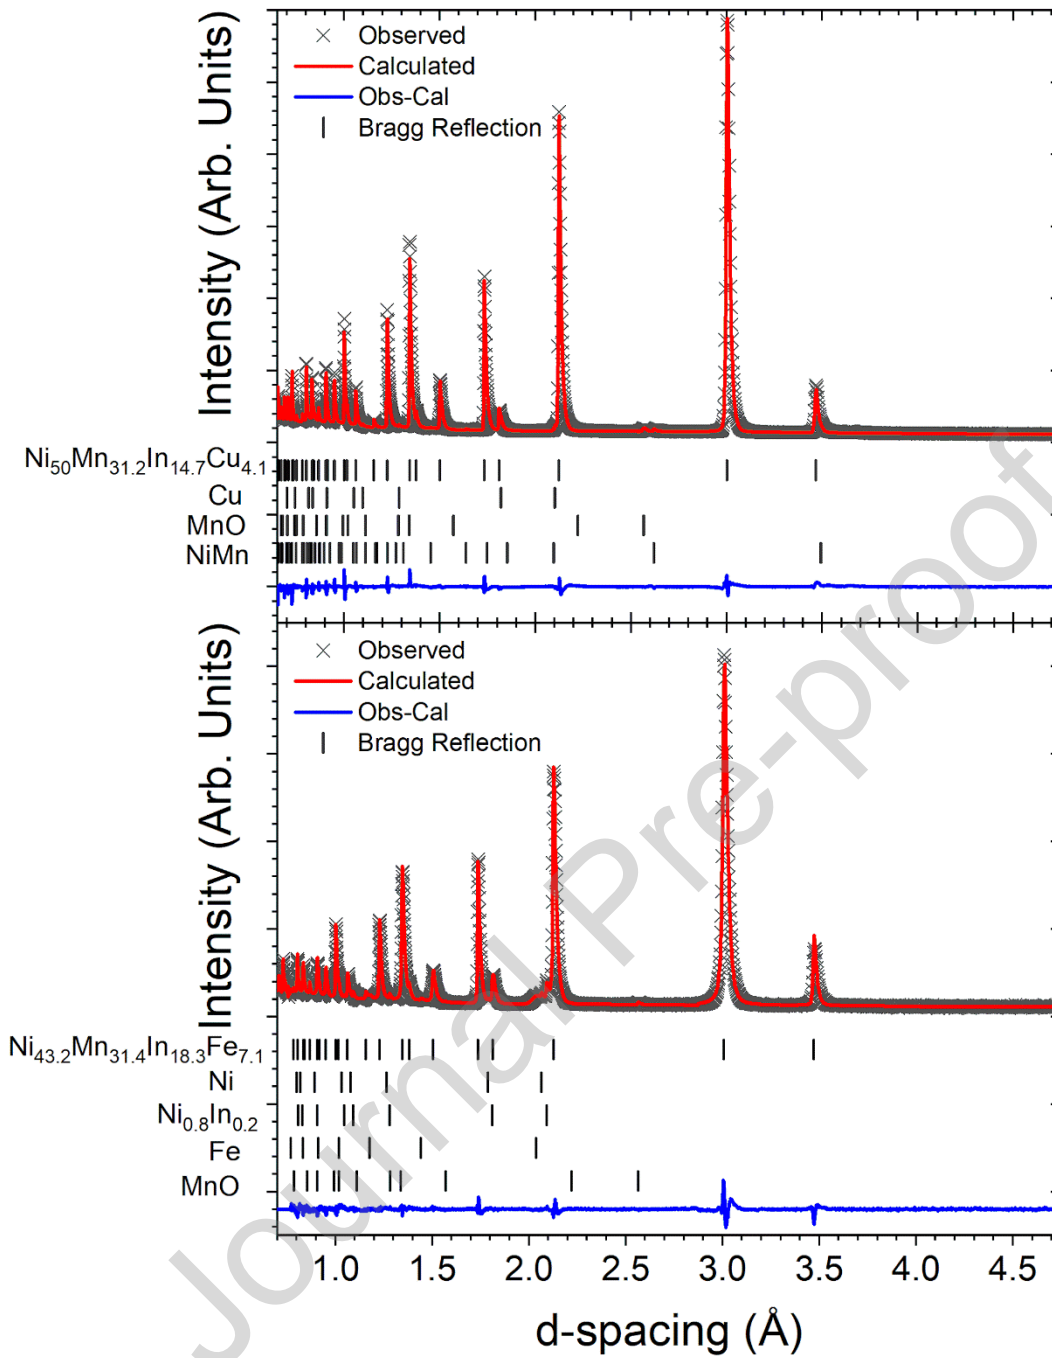 Intensity (Arb. Units)
Observed
Calculated
Obs-Cal
Bragg Reflection
Ni50Mn31.2In14.7Cu4.1
Cu
MnO
NiMn
Intensity (Arb. Units)
Observed
Calculated
Obs-Cal
Bragg Reflection
Ni43.2Mn31.4In18.3Fe7.1
Ni
Ni0.8In0.2
Fe
MnO
1.0 1.5 2.0 2.5 3.0 3.5 4.0 4.5
d-spacing (Å)
Journal Pre-proof